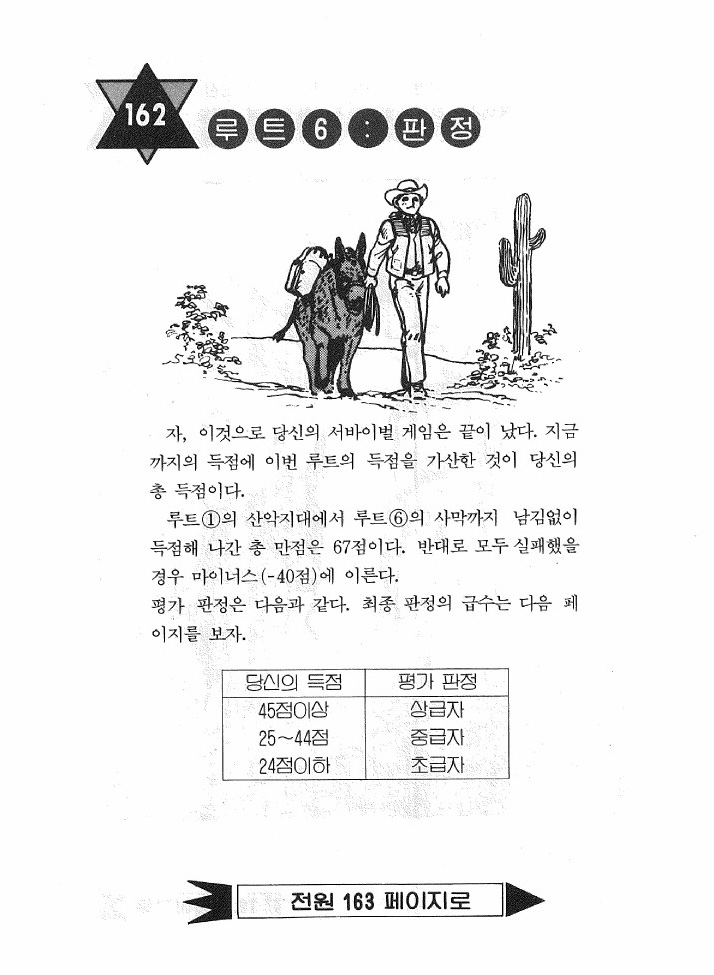 162
루트6:판정
자, 이것으로 당신의 서바이벌 게임은 끝이 났다. 지금
까지의 득점에 이번 루트의 득점을 가산한 것이 당신의
총 득점이다.
루트①의 산악지대에서 루트⑥의 사막까지 남김없이
득점해 나간 총 만점은 67점이다. 반대로 모두 실패했을
경우 마이너스(-40점)에 이른다.
평가 판정은 다음과 같다. 최종 판정의 급수는 다음 페
이지를 보자.
당신의 득점 평가 판정
45점이상 상급자
25~44점 중급자
24점이하 초급자
전원 163 페이지로